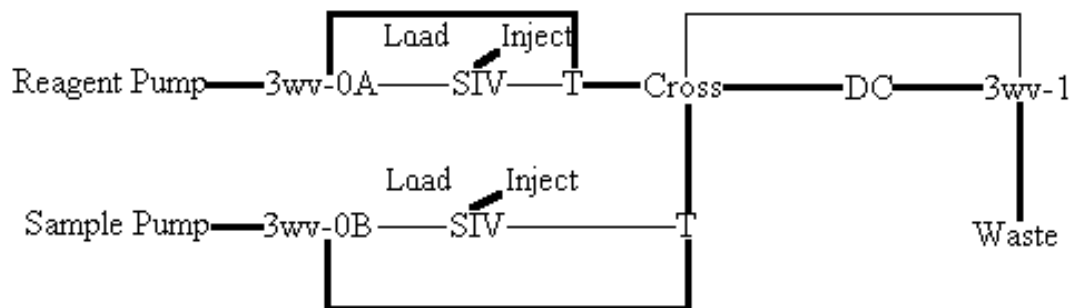 Load Inject
Reagent Pump 3wv-0A SIV T Cross DC 3wv-1
Load Inject
Sample Pump 3wv-0B SIV T Waste